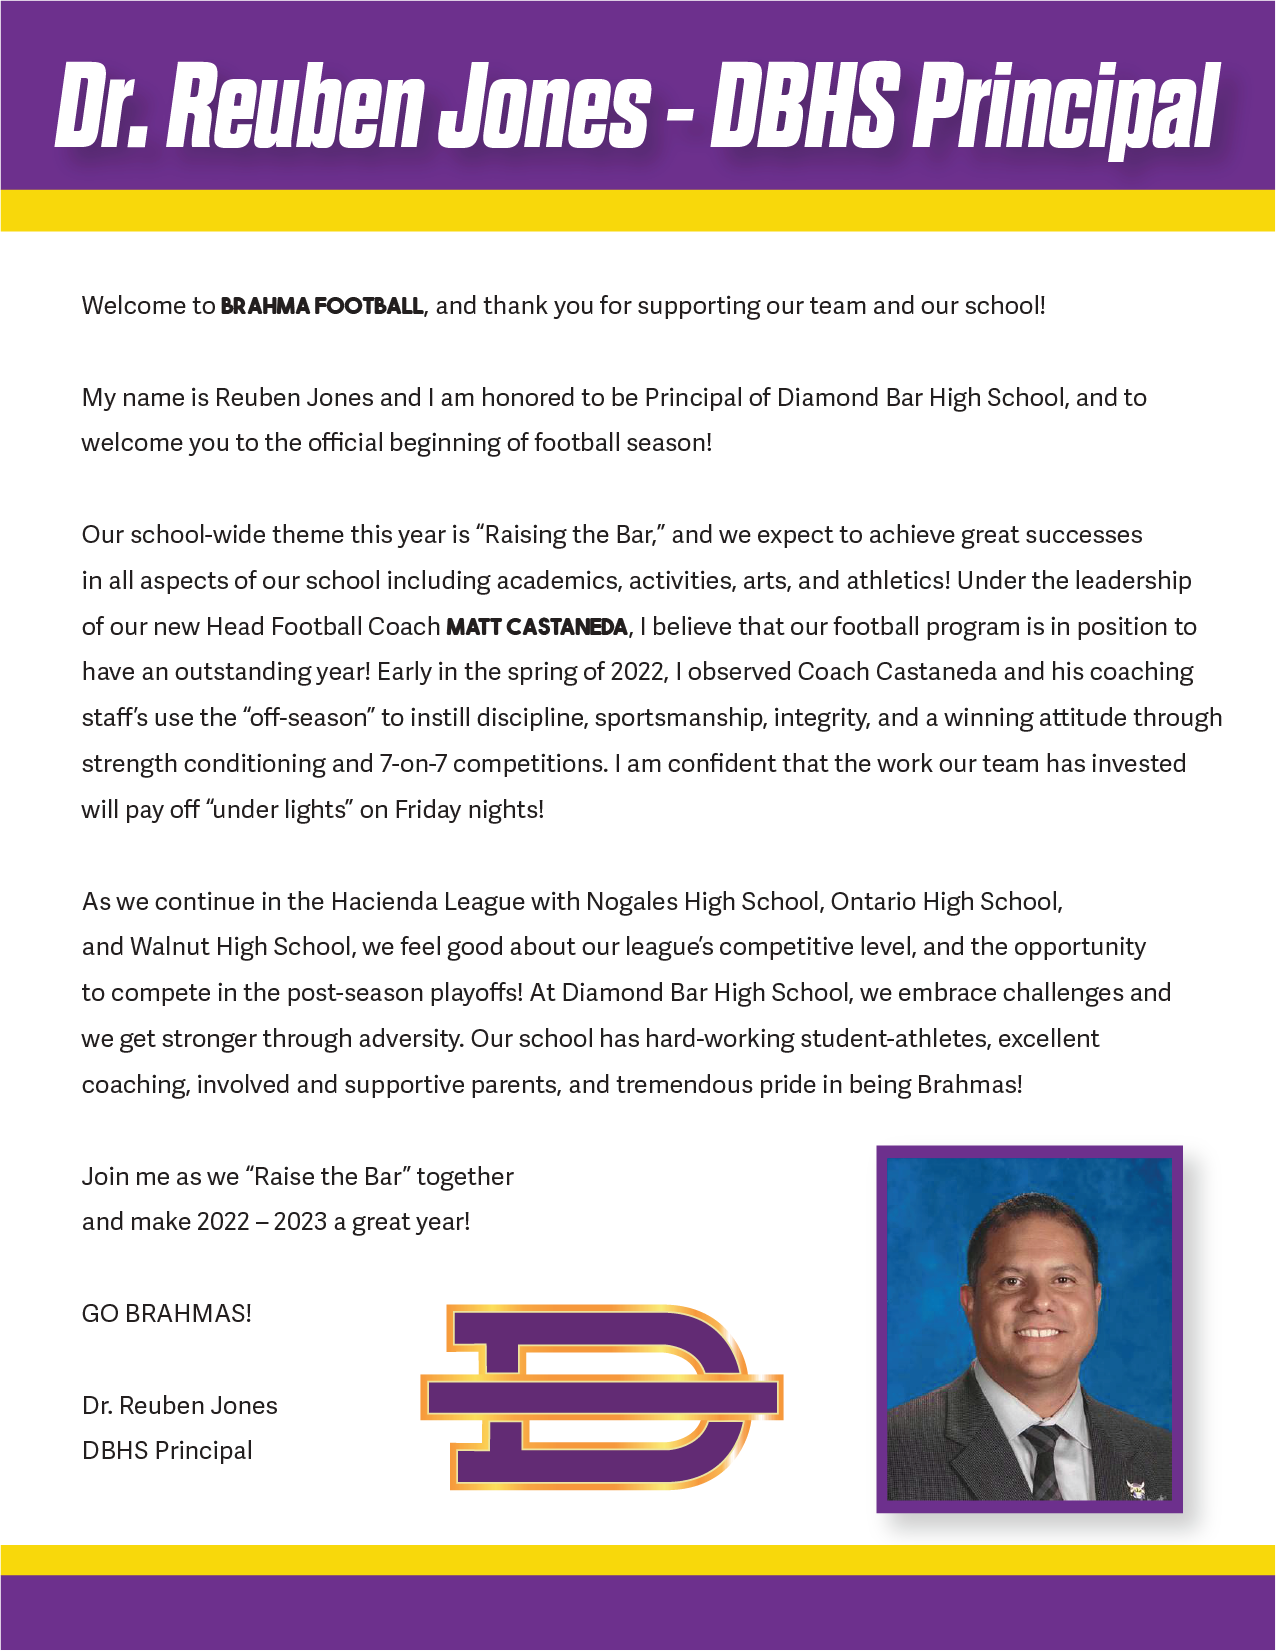 Dr. Reuben Jones - DBHS Principal
Welcome to BRAHMA FOOTBALL, and thank you for supporting our team and our school!
My name is Reuben Jones and I am honored to be Principal of Diamond Bar High School, and to
welcome you to the official beginning of football season!
Our school-wide theme this year is “Raising the Bar,” and we expect to achieve great successes
in all aspects of our school including academics, activities, arts, and athletics! Under the leadership
of our new Head Football Coach MATT CASTANEDA, I believe that our football program is in position to
have an outstanding year! Early in the spring of 2022, I observed Coach Castaneda and his coaching
staff’s use the “off-season” to instill discipline, sportsmanship, integrity, and a winning attitude through
strength conditioning and 7-on-7 competitions. I am confident that the work our team has invested
will pay off “under lights” on Friday nights!
As we continue in the Hacienda League with Nogales High School, Ontario High School,
and Walnut High School, we feel good about our league’s competitive level, and the opportunity
to compete in the post-season playoffs! At Diamond Bar High School, we embrace challenges and
we get stronger through adversity. Our school has hard-working student-athletes, excellent
coaching, involved and supportive parents, and tremendous pride in being Brahmas!
Join me as we “Raise the Bar” together
and make 2022 – 2023 a great year!
GO BRAHMAS!
Dr. Reuben Jones
DBHS Principal
D